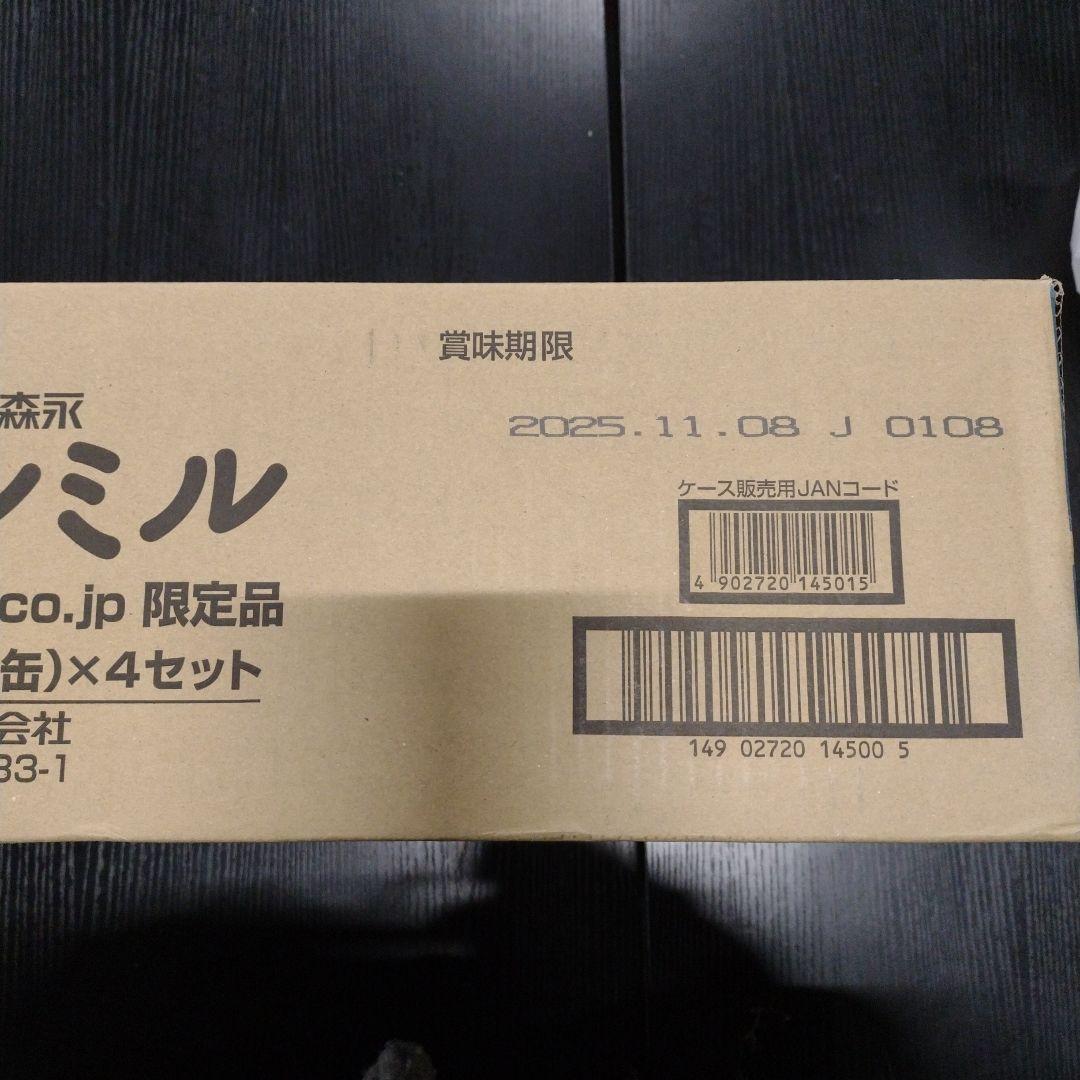 賞味期限
2025.11.08 J 0108
森永
ミル
co.jp 限定品
缶)×4セット
会社
33-1
ケース販売用JANコード
4 902720 145015
149 02720 14500 5